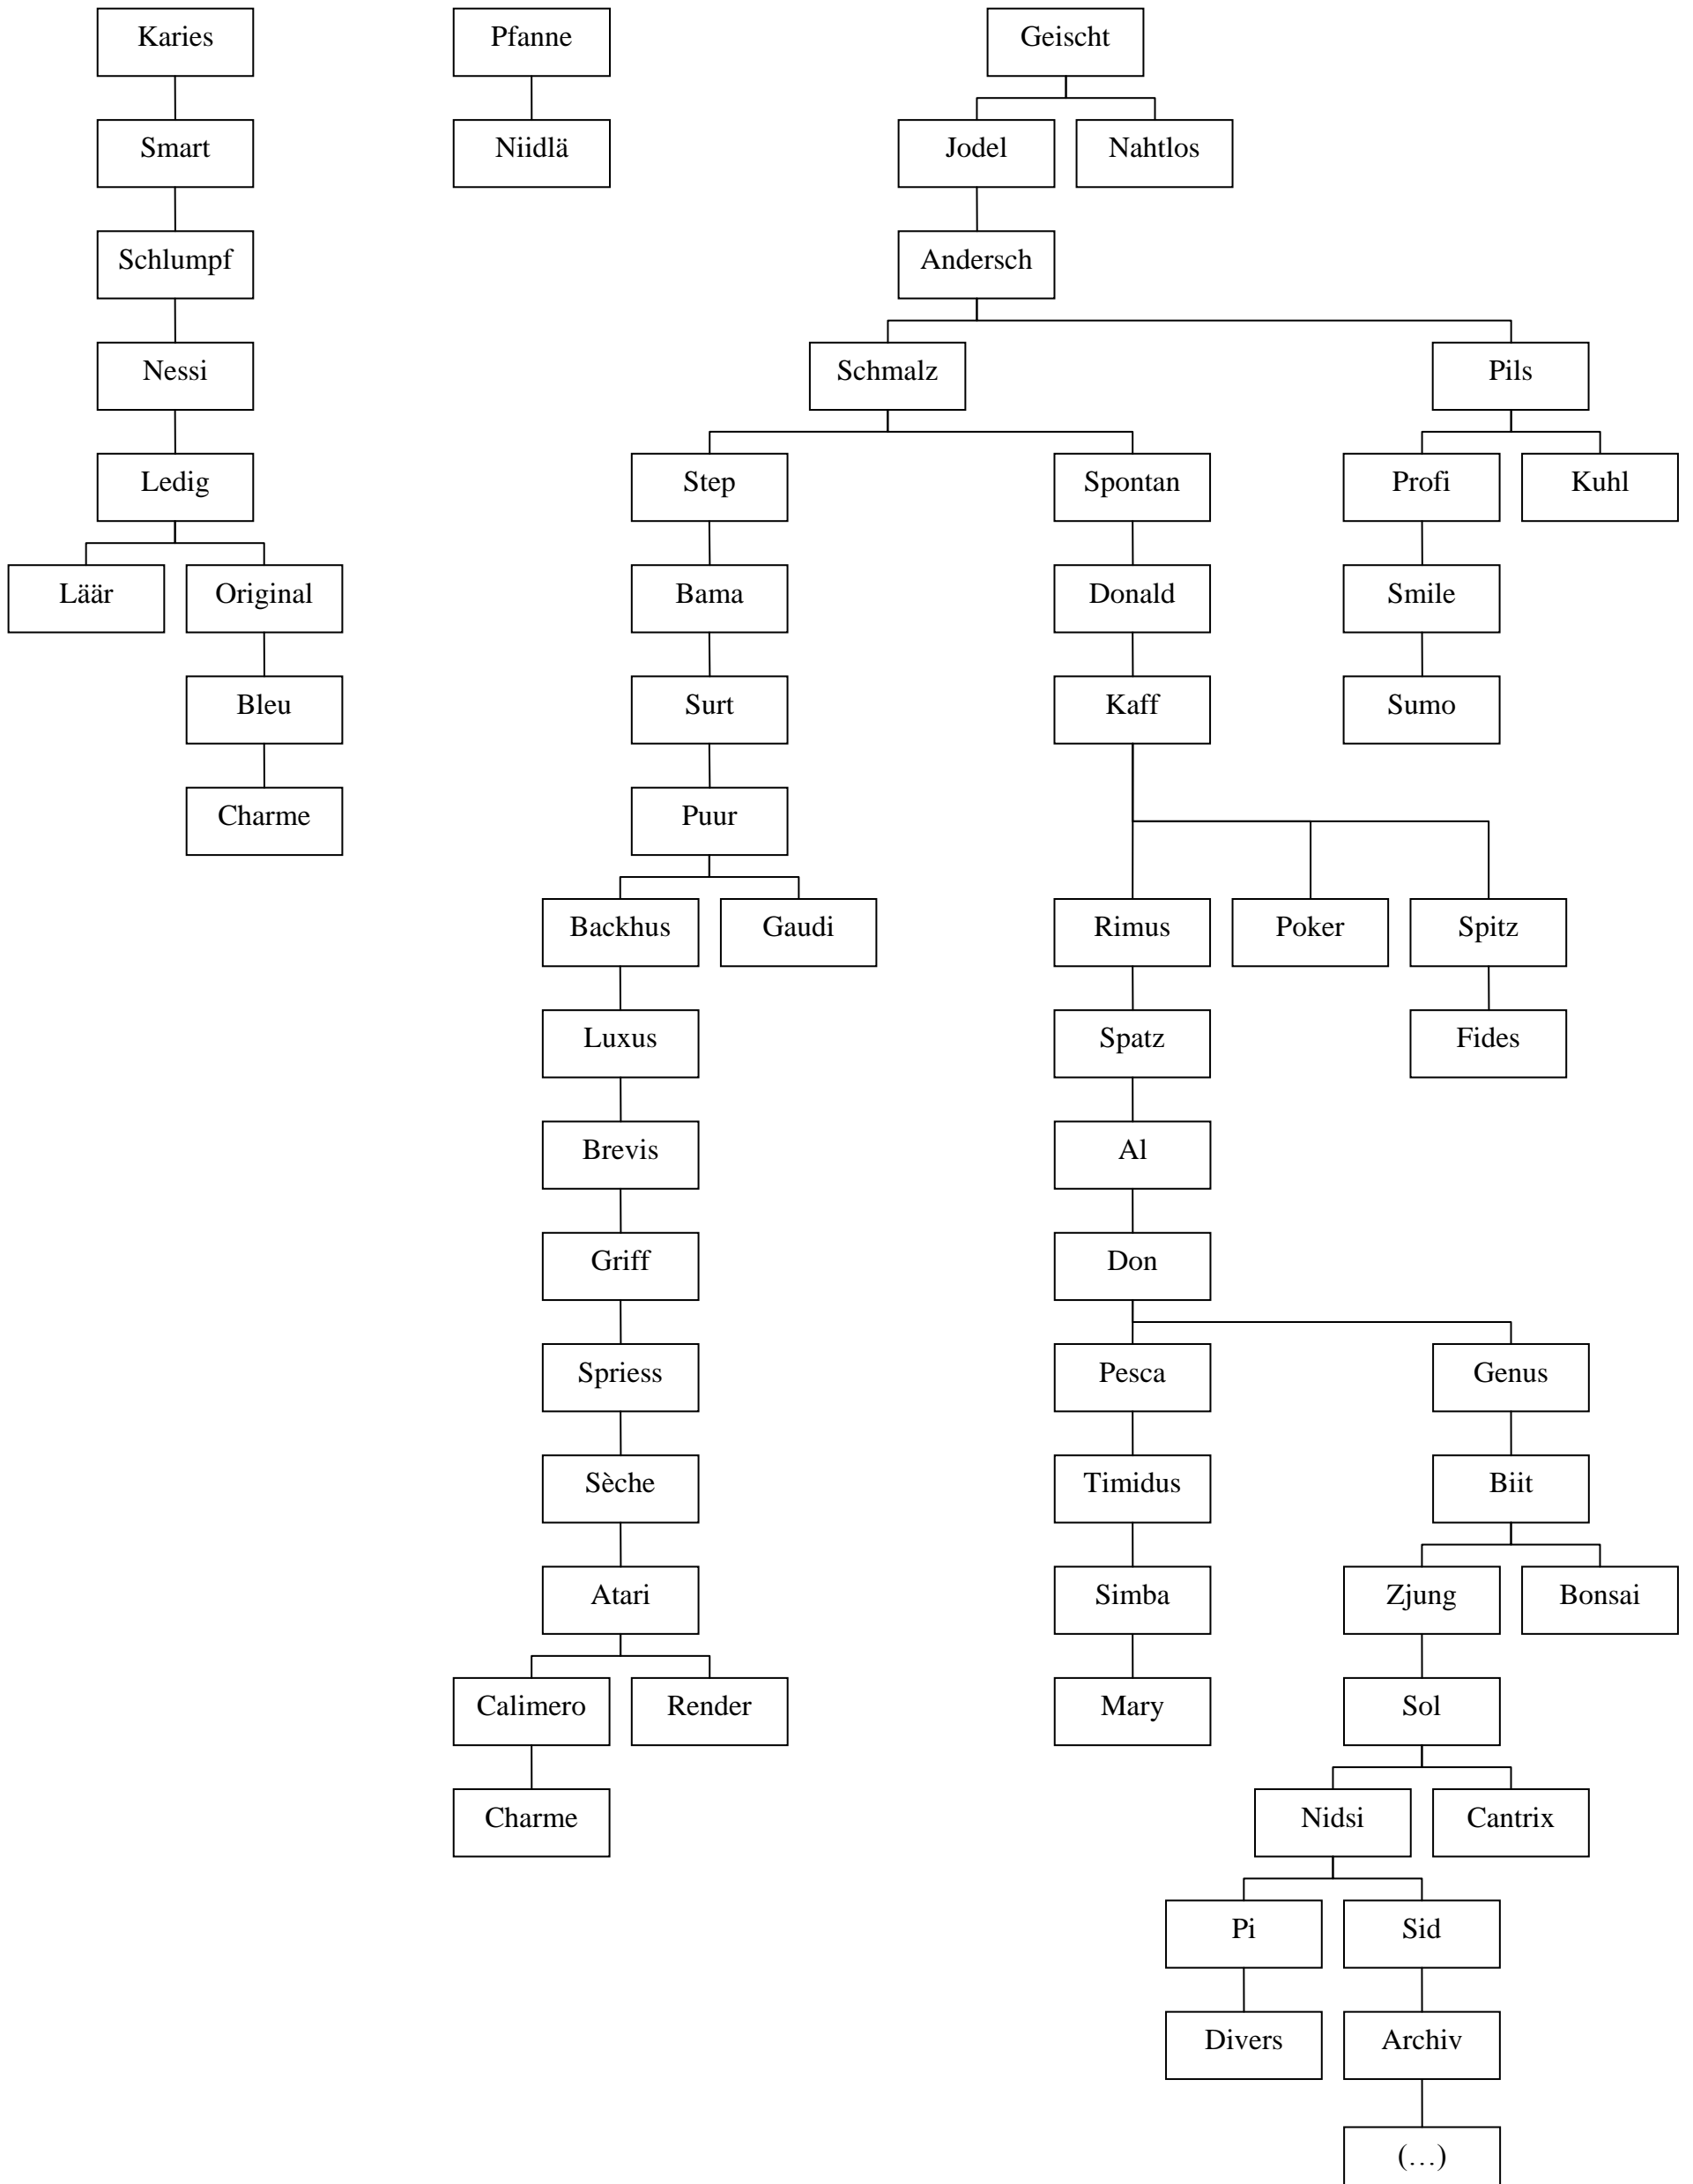 Karies
Pfanne
Geischt
Smart
Niidlä
Jodel
Nahtlos
Schlumpf
Andersch
Nessi
Schmalz
Pils
Ledig
Step
Spontan
Profi
Kuhl
Läär
Original
Bama
Donald
Smile
Bleu
Surt
Kaff
Sumo
Charme
Puur
Backhus
Gaudi
Rimus
Poker
Spitz
Luxus
Spatz
Fides
Brevis
Al
Griff
Don
Spriess
Pesca
Genus
Sèche
Timidus
Biit
Atari
Simba
Zjung
Bonsai
Calimero
Render
Mary
Sol
Charme
Nidsi
Cantrix
Pi
Sid
Divers
Archiv
(…)